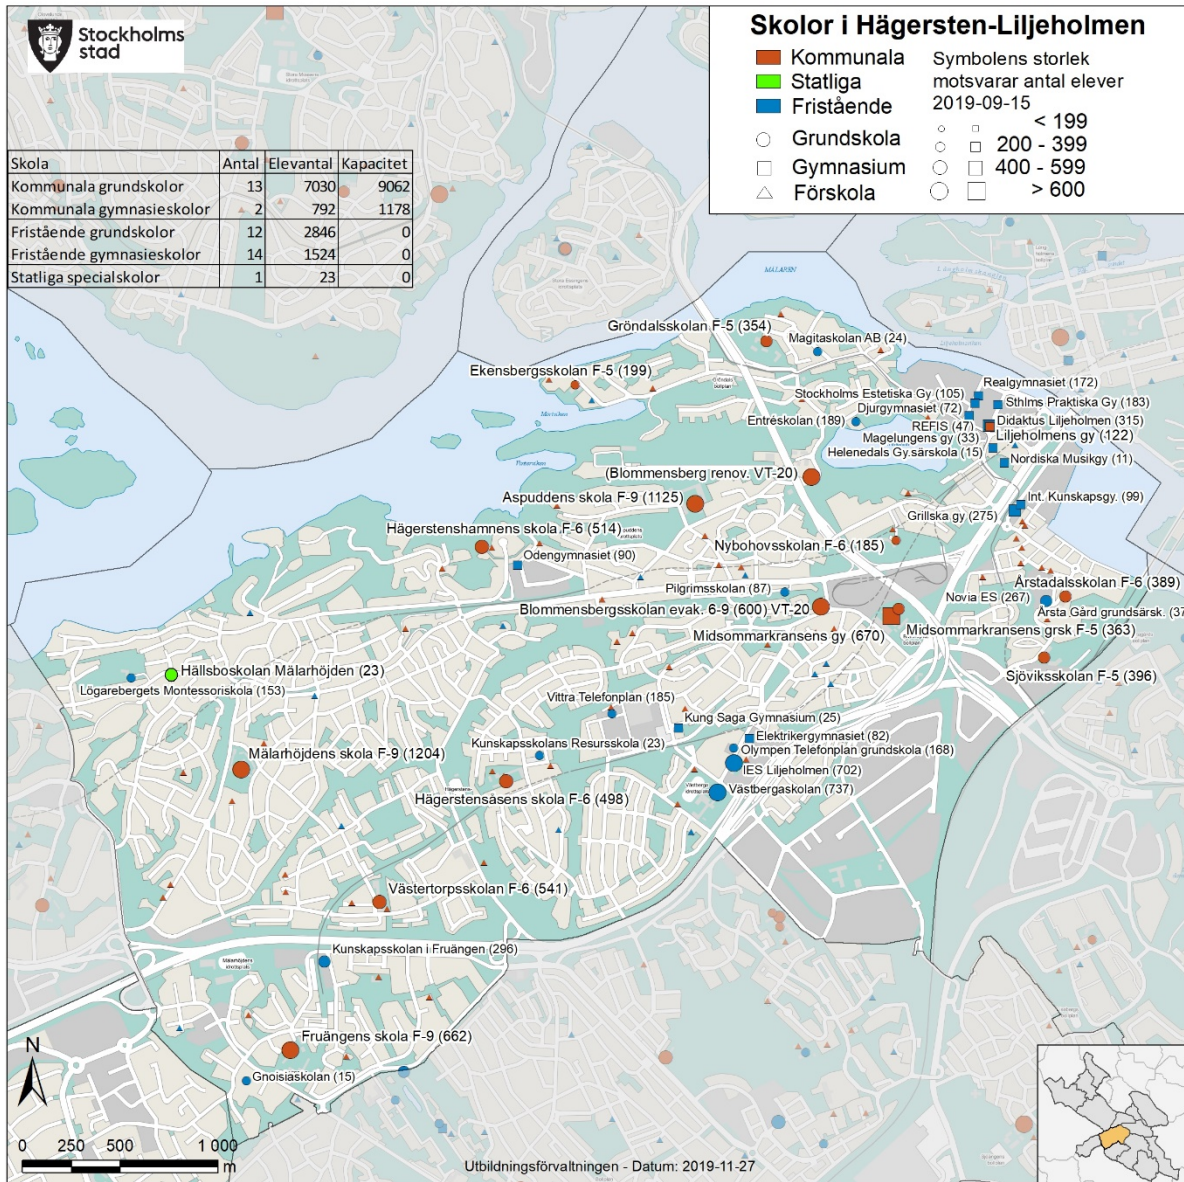 Stockholms
stad
Skolor i Hägersten-Liljeholmen
Kommunala
Statliga
Fristående
Grundskola
Gymnasium
Förskola
Symbolens storlek
motsvarar antal elever
2019-09-15
< 199
200 - 399
400 - 599
> 600
Skola Antal Elevantal Kapacitet
Kommunala grundskolor 13 7030 9062
Kommunala gymnasieskolor 2 792 1178
Fristående grundskolor 12 2846 0
Fristående gymnasieskolor 14 1524 0
Statliga specialskolor 1 23 0
MÄLAREN
Gröndalsskolan F-5 (354)
Magitaskolan AB (24)
Ekensbergsskolan F-5 (199)
Realgymnasiet (172)
Stockholms Estetiska Gy (105)
Sthlms Praktiska Gy (183)
Djurgymnasiet (72)
Entréskolan (189)
REFIS (47)
Didaktus Liljeholmen (315)
Magelungens gy (33)
Liljeholmens gy (122)
Helenedals Gy.särskola (15)
Nordiska Musikgy (11)
(Blommensberg renov. VT-20)
Aspuddens skola F-9 (1125)
Int. Kunskapsgy. (99)
Grillska gy (275)
Hägerstenshamnens skola F-6 (514)
Nybohovsskolan F-6 (185)
Odengymnasiet (90)
Pilgrimsskolan (87)
Årstadalsskolan F-6 (389)
Novia ES (267)
Blommensbergsskolan evak. 6-9 (600) VT-20
Årsta Gård grundsärsk. (37
Midsommarkransens gy (670)
Midsommarkransens grsk F-5 (363)
Sjöviksskolan F-5 (396)
Hällsboskolan Mälarhöjden (23)
Lögarebergets Montessoriskola (153)
Vittra Telefonplan (185)
Kung Saga Gymnasium (25)
Elektrikergymnasiet (82)
Kunskapsskolans Resursskola (23)
Olympen Telefonplan grundskola (168)
Mälarhöjdens skola F-9 (1204)
IES Liljeholmen (702)
Hägerstensåsens skola F-6 (498)
Västbergaskolan (737)
Västertorpsskolan F-6 (541)
Kunskapsskolan i Fruängen (296)
Fruängens skola F-9 (662)
Gnoisiaskolan (15)
N
0 250 500 1 000
m
Utbildningsförvaltningen - Datum: 2019-11-27